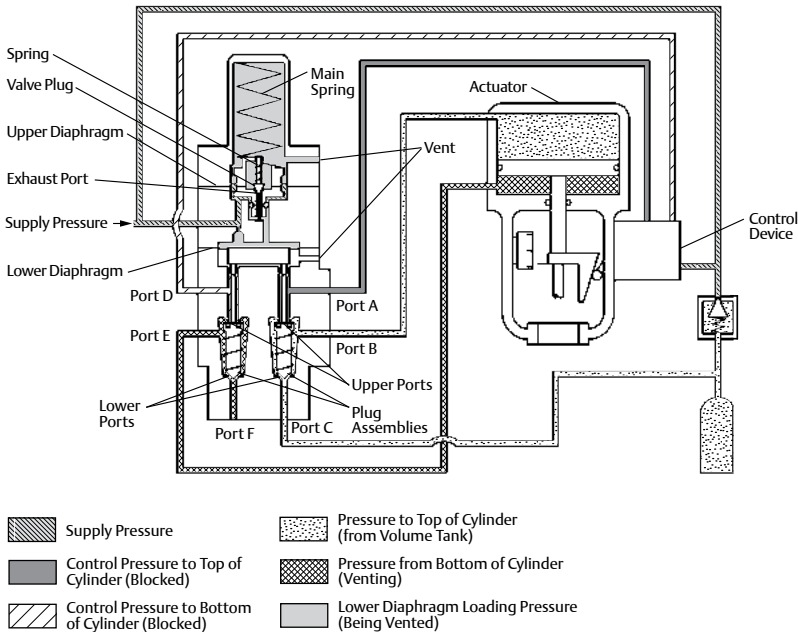 Spring
Valve Plug
Upper Diaphragm
Exhaust Port
Supply Pressure
Lower Diaphragm
Main
Spring
Actuator
Vent
Control
Device
Port D
Port A
Port E
Port B
Upper Ports
Lower
Ports
Plug
Assemblies
Port F
Port C
Supply Pressure
Control Pressure to Top of
Cylinder (Blocked)
Control Pressure to Bottom
of Cylinder (Blocked)
Pressure to Top of Cylinder
(from Volume Tank)
Pressure from Bottom of Cylinder
(Venting)
Lower Diaphragm Loading Pressure
(Being Vented)